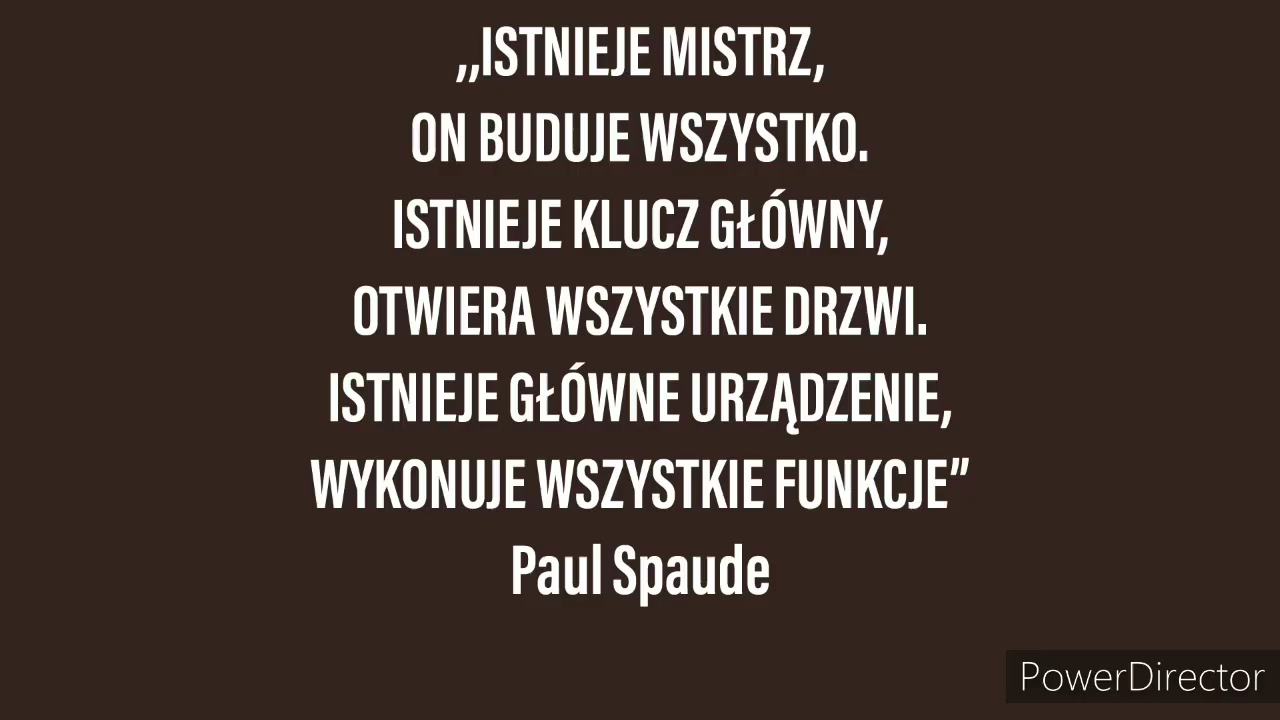 ,,ISTNIEJE MISTRZ,
ON BUDUJE WSZYSTKO.
ISTNIEJE KLUCZ GŁÓWNY,
OTWIERA WSZYSTKIE DRZWI.
ISTNIEJE GŁÓWNE URZĄDZENIE,
WYKONUJE WSZYSTKIE FUNKCJE”
Paul Spaude
PowerDirector